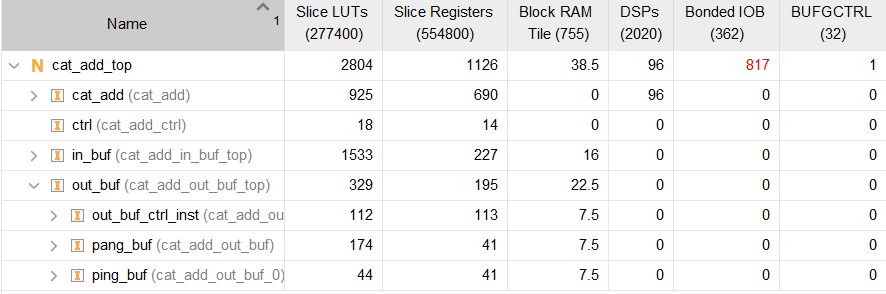 Name 1 Slice LUTs (277400) Slice Registers (554800) Block RAM Tile (755) DSPs (2020) Bonded IOB (362) BUFGCTRL (32)
N cat_add_top 2804 1126 38.5 96 817 1
I cat_add (cat_add) 925 690 0 96 0 0
I ctrl (cat_add_ctrl) 18 14 0 0 0 0
I in_buf (cat_add_in_buf_top) 1533 227 16 0 0 0
I out_buf (cat_add_out_buf_top) 329 195 22.5 0 0 0
I out_buf_ctrl_inst (cat_add_ou 112 113 7.5 0 0 0
I pang_buf (cat_add_out_buf) 174 41 7.5 0 0 0
I ping_buf (cat_add_out_buf_0) 44 41 7.5 0 0 0